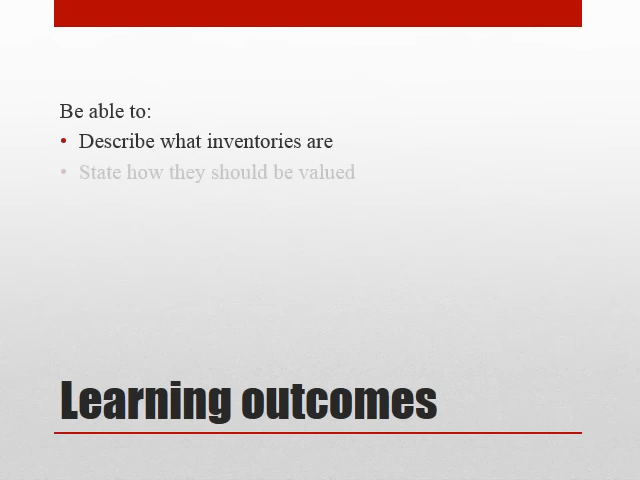 Be able to:
• Describe what inventories are
• State how they should be valued
Learning outcomes